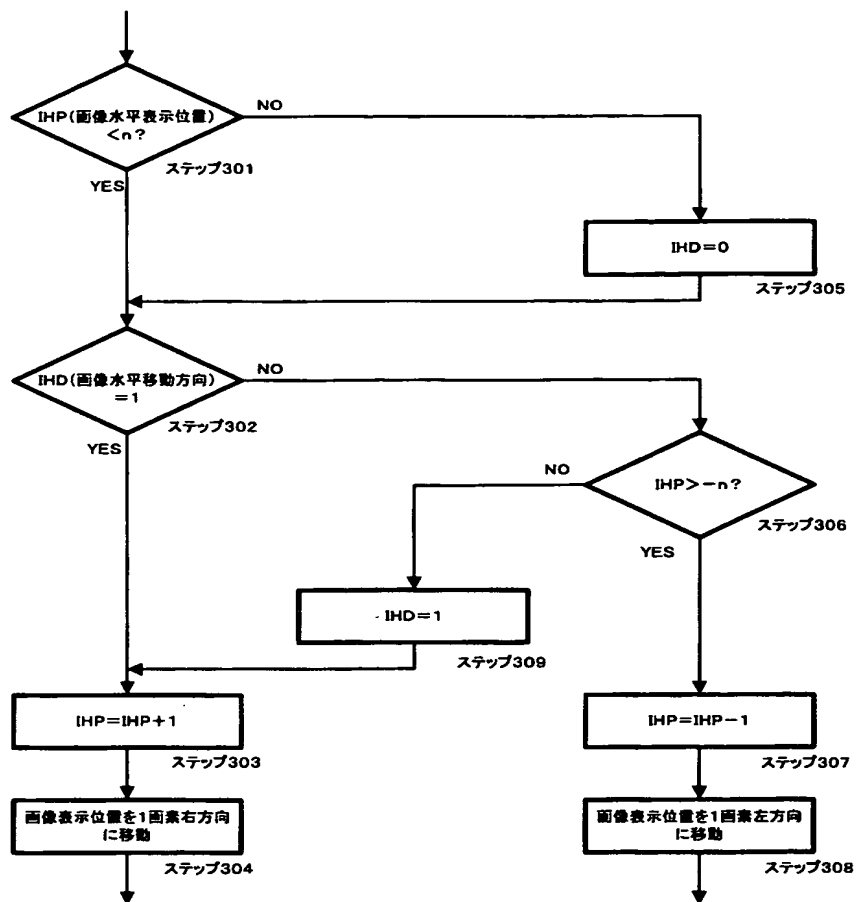 IHP(画像水平表示位置)
<n?
NO
ステップ301
YES
IHD=0
ステップ305
IHD(画像水平移動方向)
=1
NO
ステップ302
YES
IHP>-n?
NO
ステップ306
YES
IHD=1
ステップ309
IHP=IHP+1
ステップ303
IHP=IHP-1
ステップ307
画像表示位置を1画素右方向
に移動
ステップ304
画像表示位置を1画素左方向
に移動
ステップ308